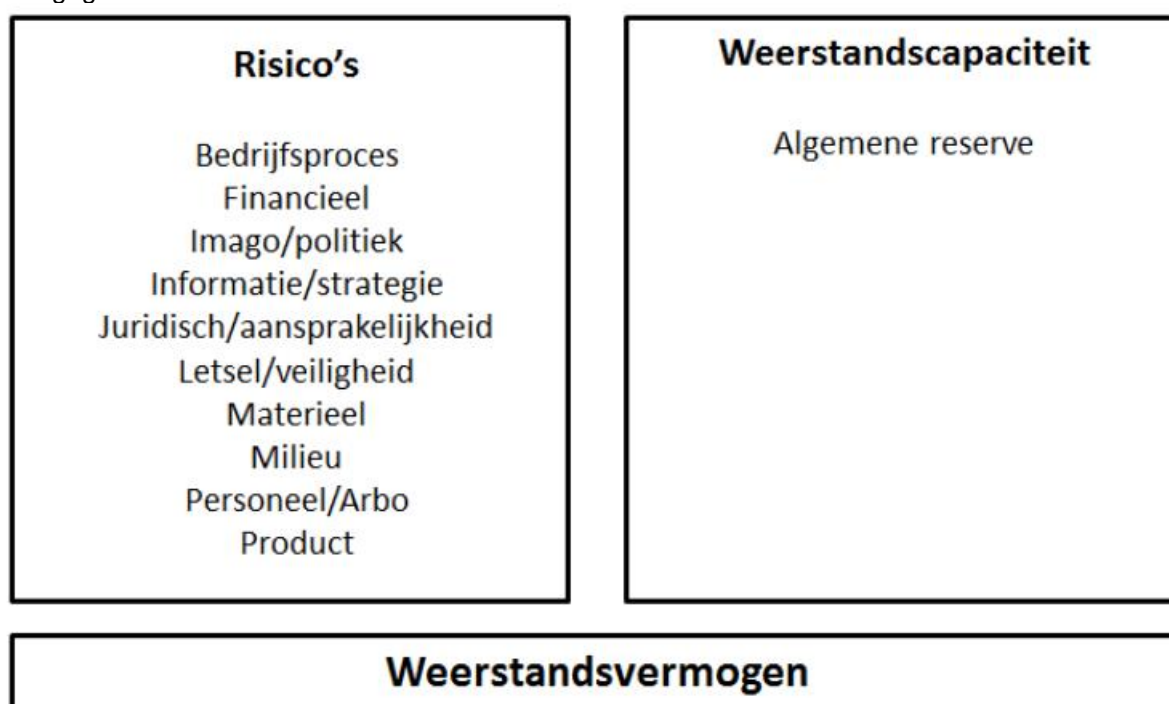 Risico’s
Bedrijfsproces
Financieel
Imago/politiek
Informatie/strategie
Juridisch/aansprakelijkheid
Letsel/veiligheid
Materieel
Milieu
Personeel/Arbo
Product
Weerstandscapaciteit
Algemene reserve
Weerstandsvermogen